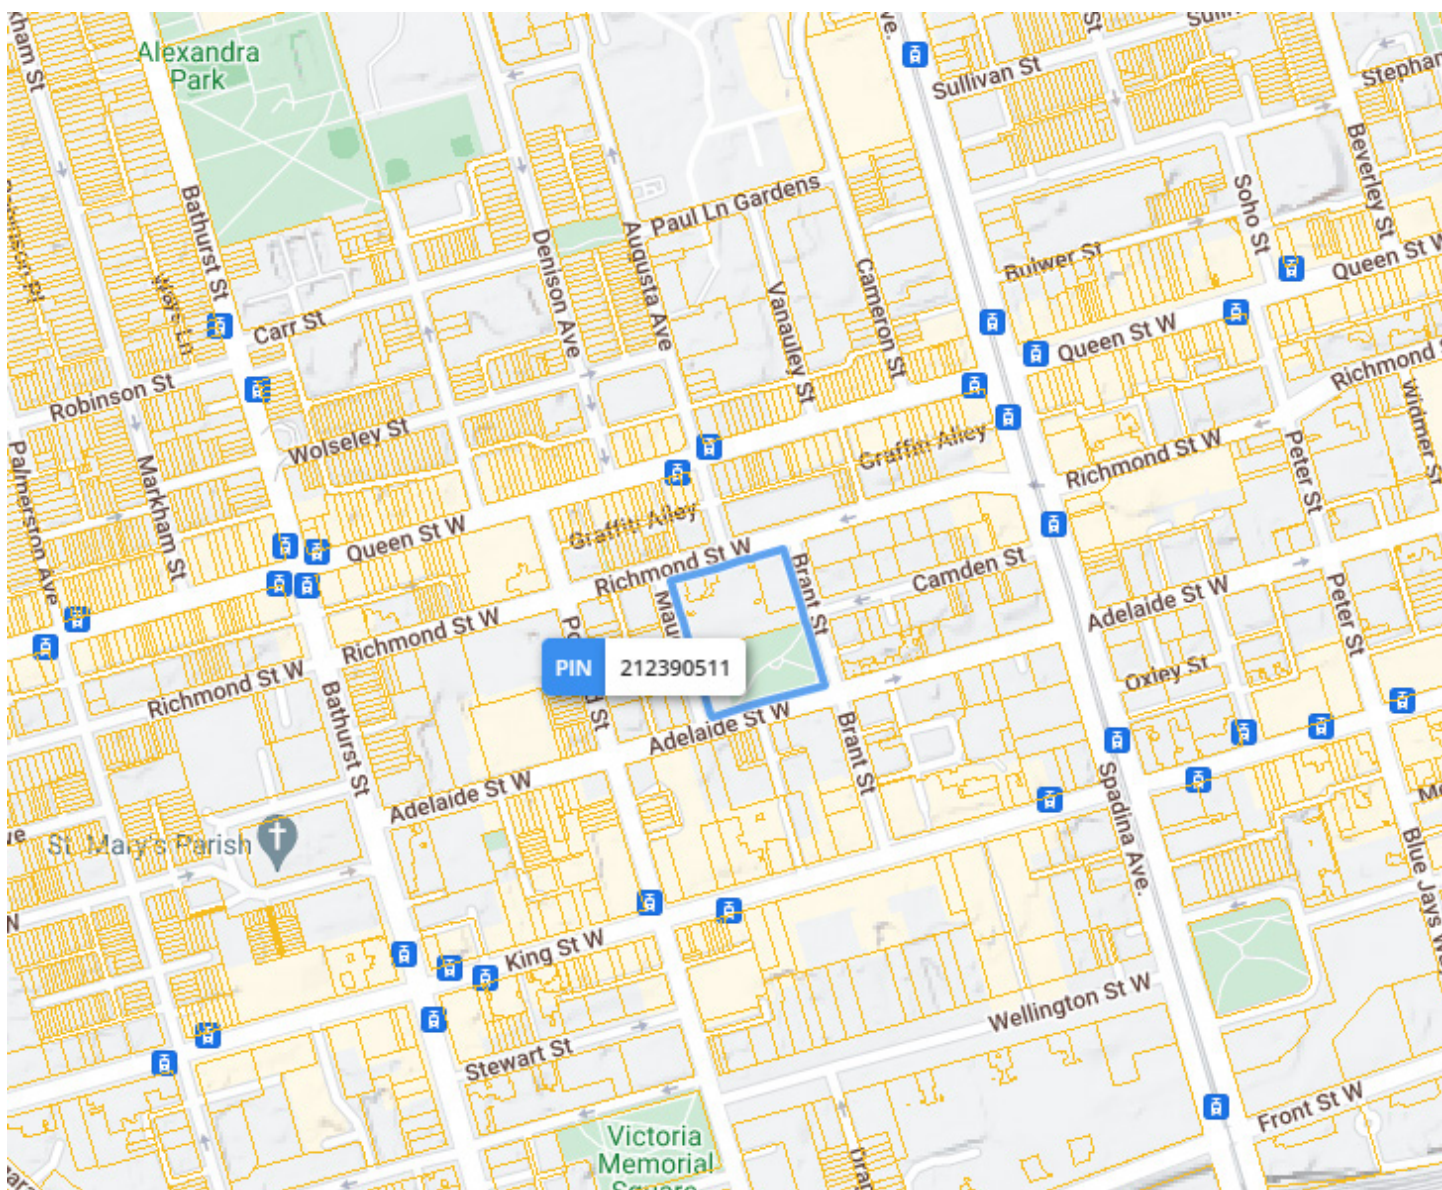 Alexandra
Park
Sullivan St
Beverley St
Soho St
Bathurst St
Paul Ln Gardens
Denison Ave
Augusta Ave
Cameron St
Vanauley St
Bulwer St
Queen St W
Carr St
Queen St W
Robinson St
Wolseley St
Palmerston Ave
Markham St
Graffiti Alley
Richmond St W
Peter St
Widmer St
Graffiti Alley
Queen St W
Richmond St W
Brant St
Camden St
Adelaide St W
Peter St
Richmond St W
Richmond St W
Oxley St
PIN
212390511
Bathurst St
Adelaide St W
Brant St
Adelaide St W
Spadina Ave.
St. Mary's Parish
King St W
Wellington St W
Stewart St
Front St W
Victoria
Memorial
Square